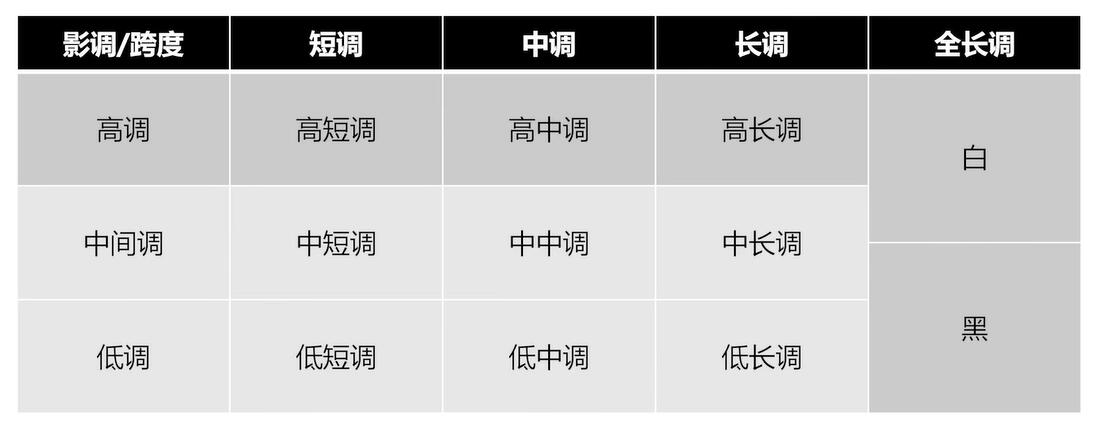 影调/跨度 短调 中调 长调 全长调
高调 高短调 高中调 高长调
白
中间调 中短调 中中调 中长调
黑
低调 低短调 低中调 低长调